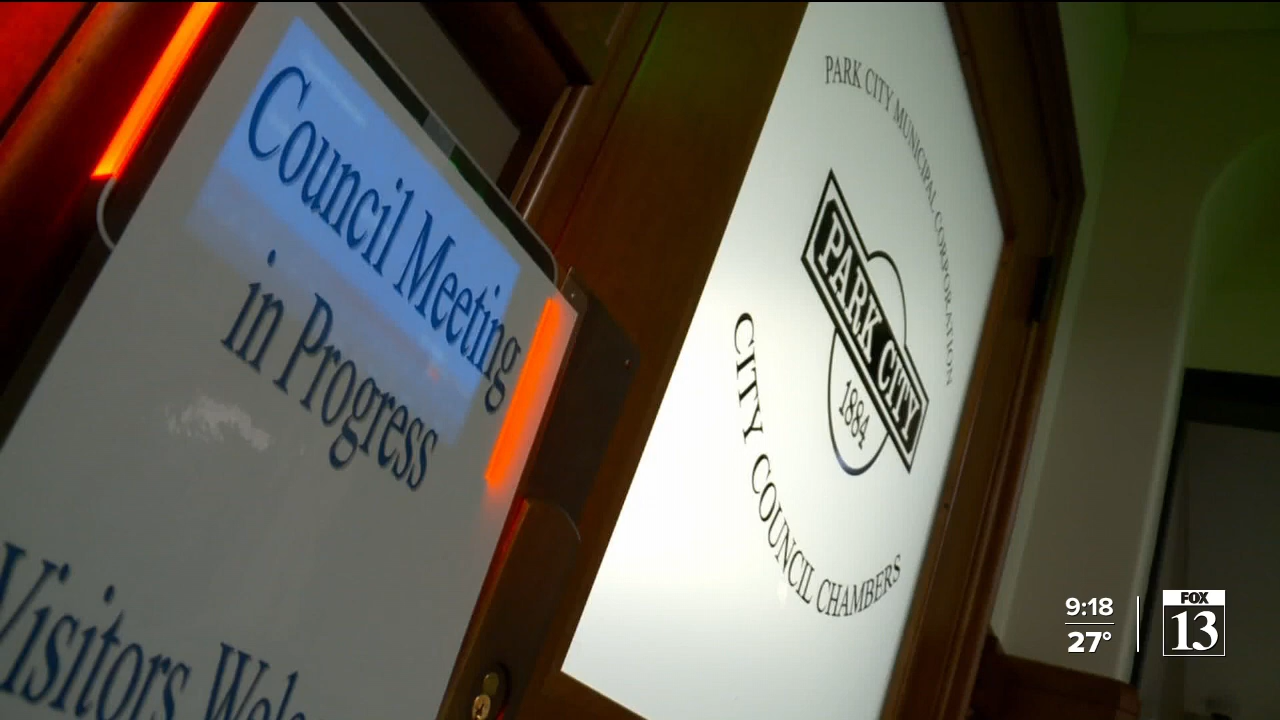 Council Meeting
in Progress
Visitors
PARK CITY MUNICIPAL CORPORATION
PARK CITY
1884
CITY COUNCIL CHAMBERS
9:18
27°
FOX
13